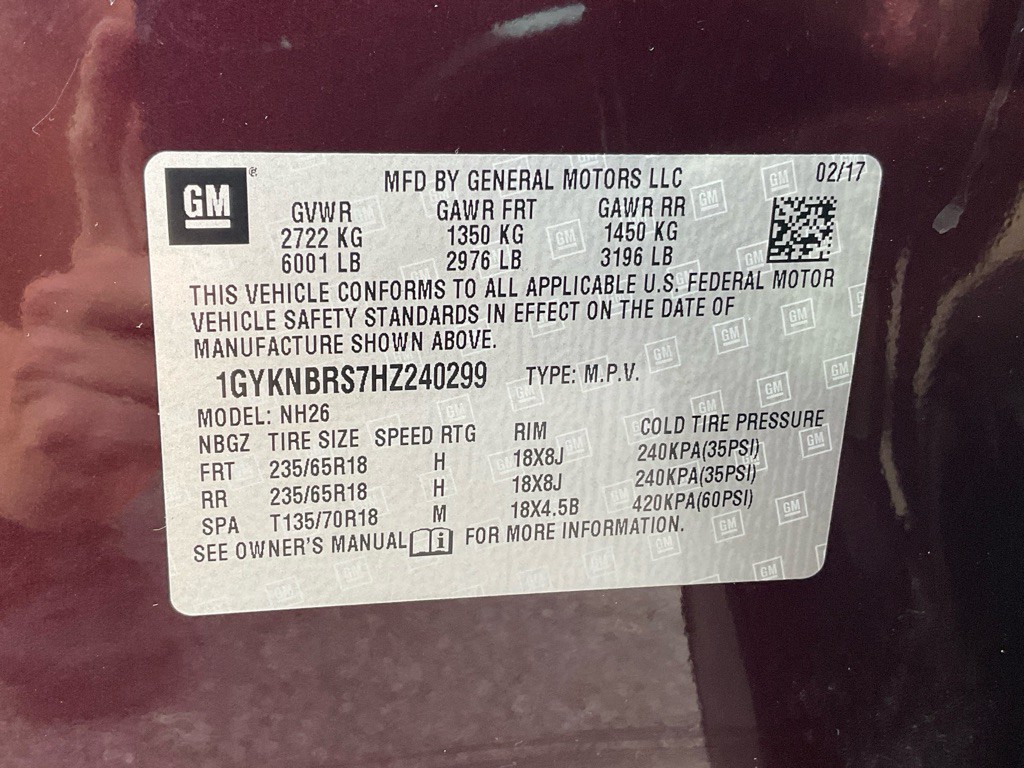 GM ®
MFD BY GENERAL MOTORS LLC 02/17
GVWR GAWR FRT GAWR RR
2722 KG 1350 KG 1450 KG
6001 LB 2976 LB 3196 LB
THIS VEHICLE CONFORMS TO ALL APPLICABLE U.S. FEDERAL MOTOR
VEHICLE SAFETY STANDARDS IN EFFECT ON THE DATE OF
MANUFACTURE SHOWN ABOVE.
1GYKNBRS7HZ240299 TYPE: M.P.V.
MODEL: NH26
NBGZ TIRE SIZE SPEED RTG RIM COLD TIRE PRESSURE
FRT 235/65R18 H 18X8J 240KPA(35PSI)
RR 235/65R18 H 18X8J 240KPA(35PSI)
SPA T135/70R18 M 18X4.5B 420KPA(60PSI)
SEE OWNER'S MANUAL i FOR MORE INFORMATION.